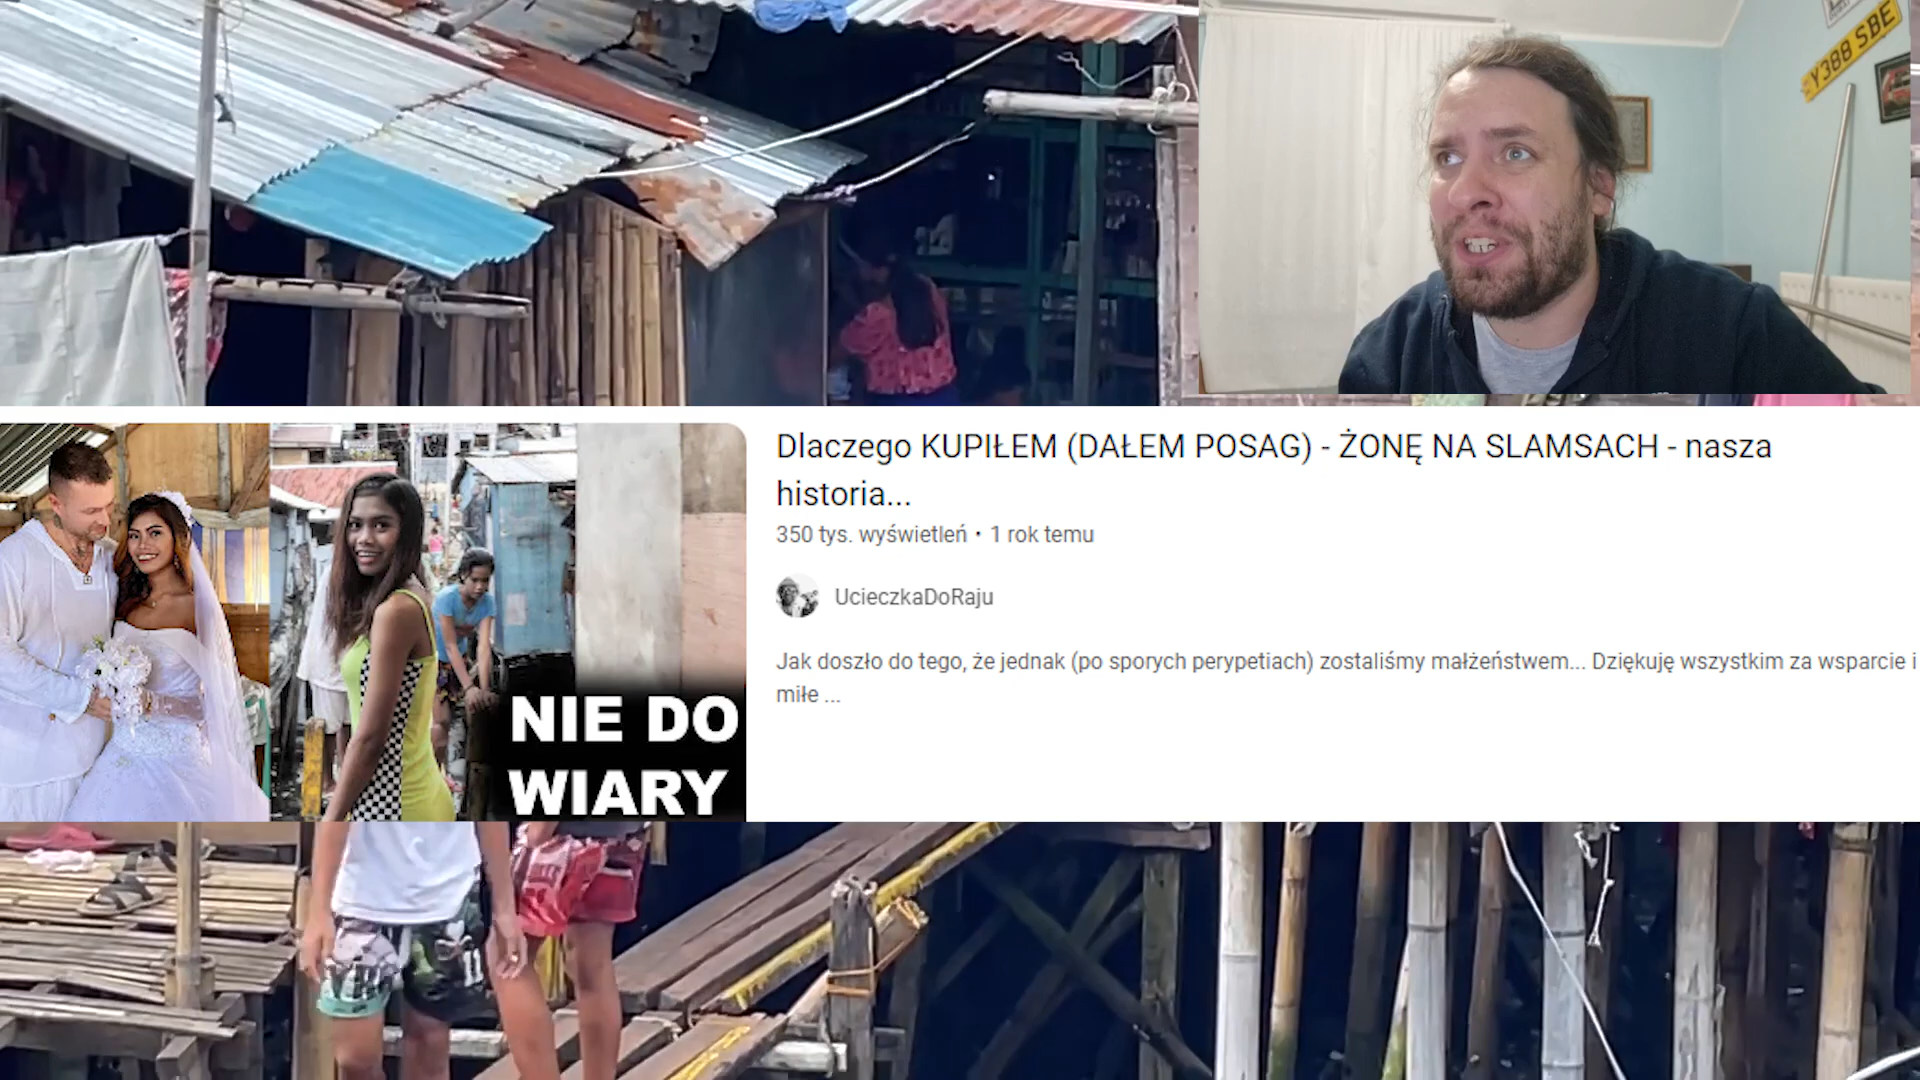 Y388 SBE
Dlaczego KUPIŁEM (DAŁEM POSAG) - ŻONĘ NA SLAMSACH - nasza
historia...
350 tys. wyświetleń • 1 rok temu
UcieczkaDoRaju
Jak doszło do tego, że jednak (po sporych perypetiach) zostaliśmy małżeństwem... Dziękuję wszystkim za wsparcie i
miłe ...
NIE DO
WIARY
11